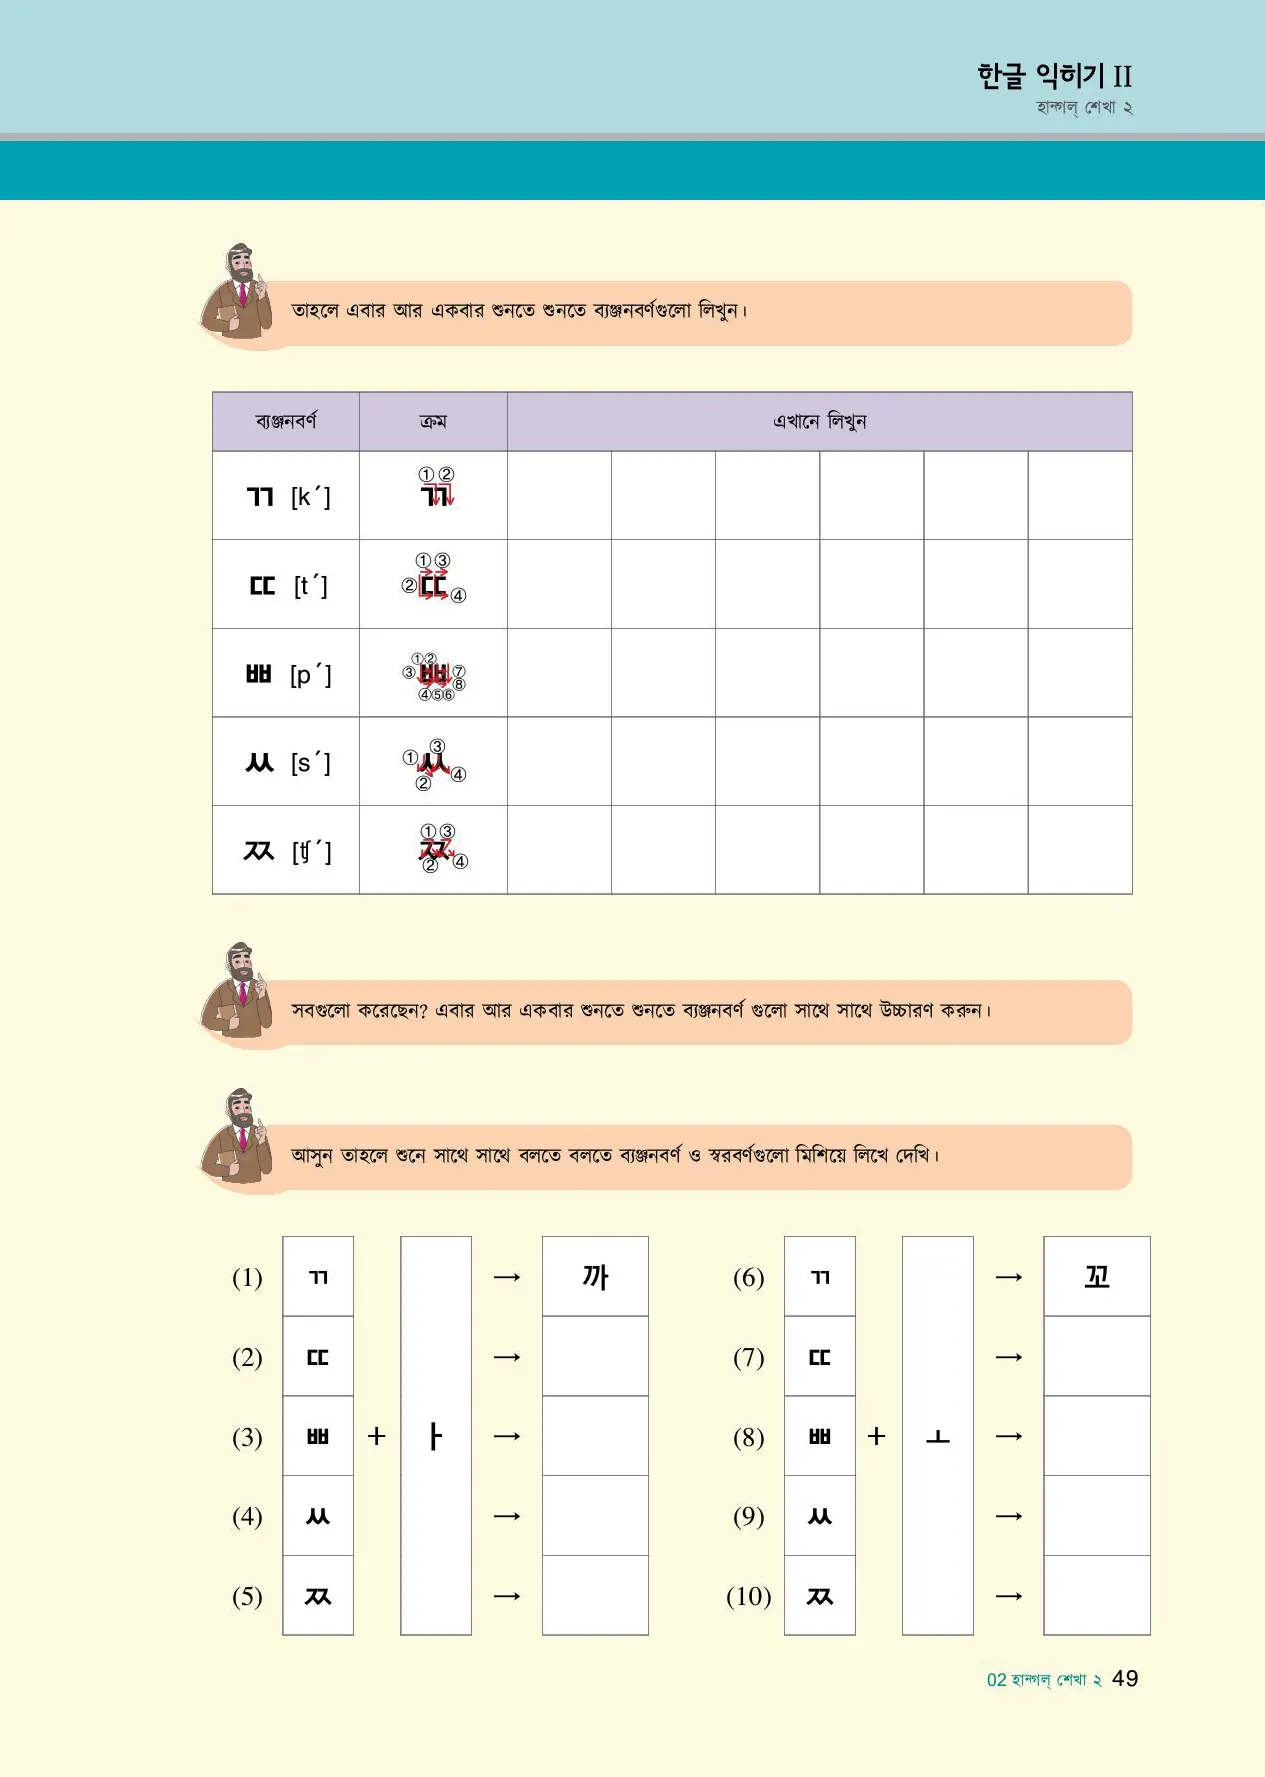 한글 익히기 II
হান্গল্ শেখা ২
তাহলে এবার আর একবার শুনতে শুনতে ব্যঞ্জনবর্ণগুলো লিখুন।
ব্যঞ্জনবর্ণ ক্রম এখানে লিখুন
ㄲ [k´] ①② ㄲ
ㄸ [t´] ①③ ② ㄸ ④
ㅃ [p´] ①② ③ ㅃ ⑦⑧ ④⑤⑥
ㅆ [s´] ① ③ ㅆ ② ④
ㅉ [ʧ´] ①③ ㅉ ② ④
সবগুলো করেছেন? এবার আর একবার শুনতে শুনতে ব্যঞ্জনবর্ণ গুলো সাথে সাথে উচ্চারণ করুন।
আসুন তাহলে শুনে সাথে সাথে বলতে বলতে ব্যঞ্জনবর্ণ ও স্বরবর্ণগুলো মিশিয়ে লিখে দেখি।
(1) ㄲ → 까 (6) ㄲ → 꼬
(2) ㄸ → (7) ㄸ →
(3) ㅃ + ㅏ → (8) ㅃ + ㅗ →
(4) ㅆ → (9) ㅆ →
(5) ㅉ → (10) ㅉ →
02 হান্গল্ শেখা ২ 49